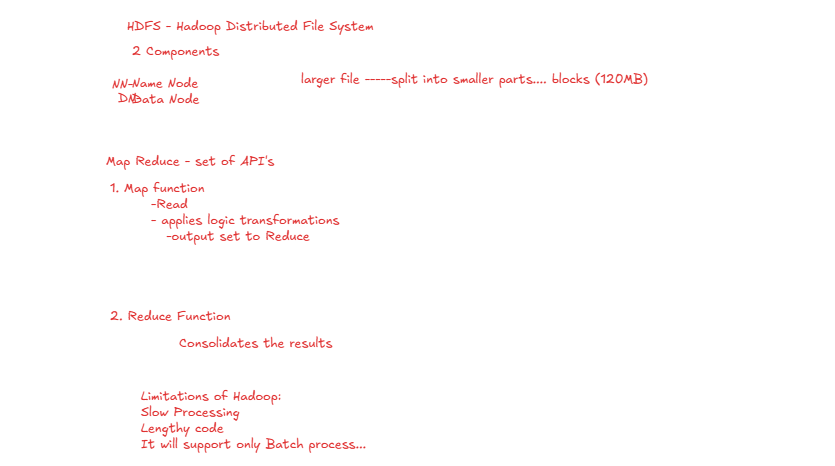 HDFS - Hadoop Distributed File System
2 Components
NN-Name Node
larger file -----split into smaller parts.... blocks (120MB)
DN-Data Node
Map Reduce - set of API's
1. Map function
-Read
- applies logic transformations
-output set to Reduce
2. Reduce Function
Consolidates the results
Limitations of Hadoop:
Slow Processing
Lengthy code
It will support only Batch process...